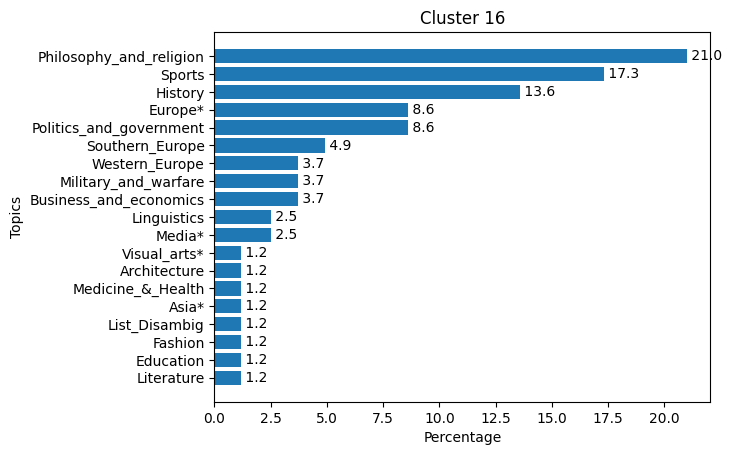 Cluster 16
Philosophy_and_religion 21.0
Sports 17.3
History 13.6
Europe* 8.6
Politics_and_government 8.6
Southern_Europe 4.9
Western_Europe 3.7
Military_and_warfare 3.7
Business_and_economics 3.7
Linguistics 2.5
Media* 2.5
Visual_arts* 1.2
Architecture 1.2
Medicine_&_Health 1.2
Asia* 1.2
List_Disambig 1.2
Fashion 1.2
Education 1.2
Literature 1.2
Topics
0.0 2.5 5.0 7.5 10.0 12.5 15.0 17.5 20.0
Percentage